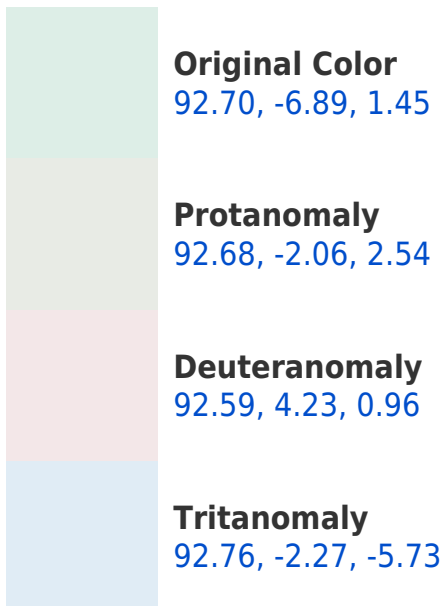 Original Color
92.70, -6.89, 1.45
Protanomaly
92.68, -2.06, 2.54
Deuteranomaly
92.59, 4.23, 0.96
Tritanomaly
92.76, -2.27, -5.73